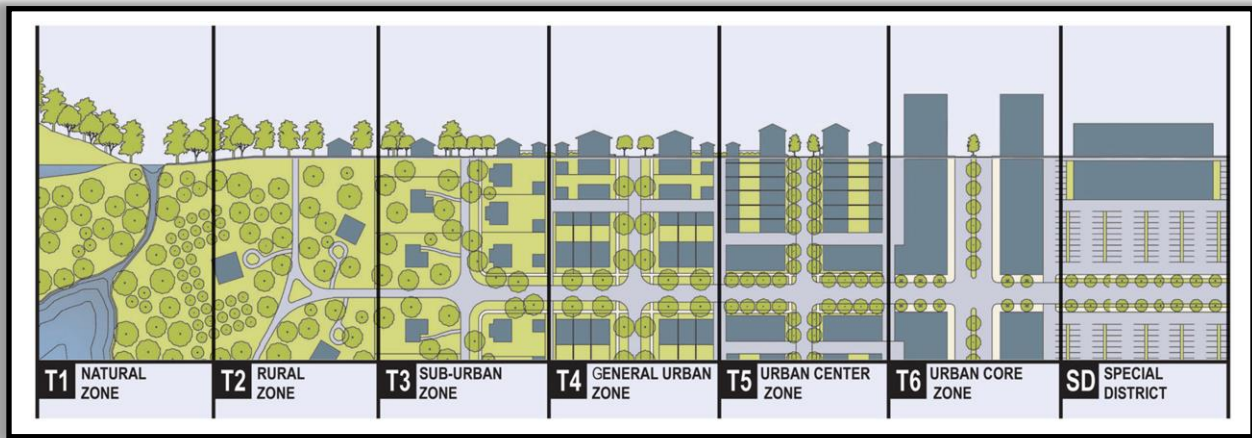 T1 NATURAL
ZONE
T2 RURAL
ZONE
T3 SUB-URBAN
ZONE
T4 GENERAL URBAN
ZONE
T5 URBAN CENTER
ZONE
T6 URBAN CORE
ZONE
SD SPECIAL
DISTRICT